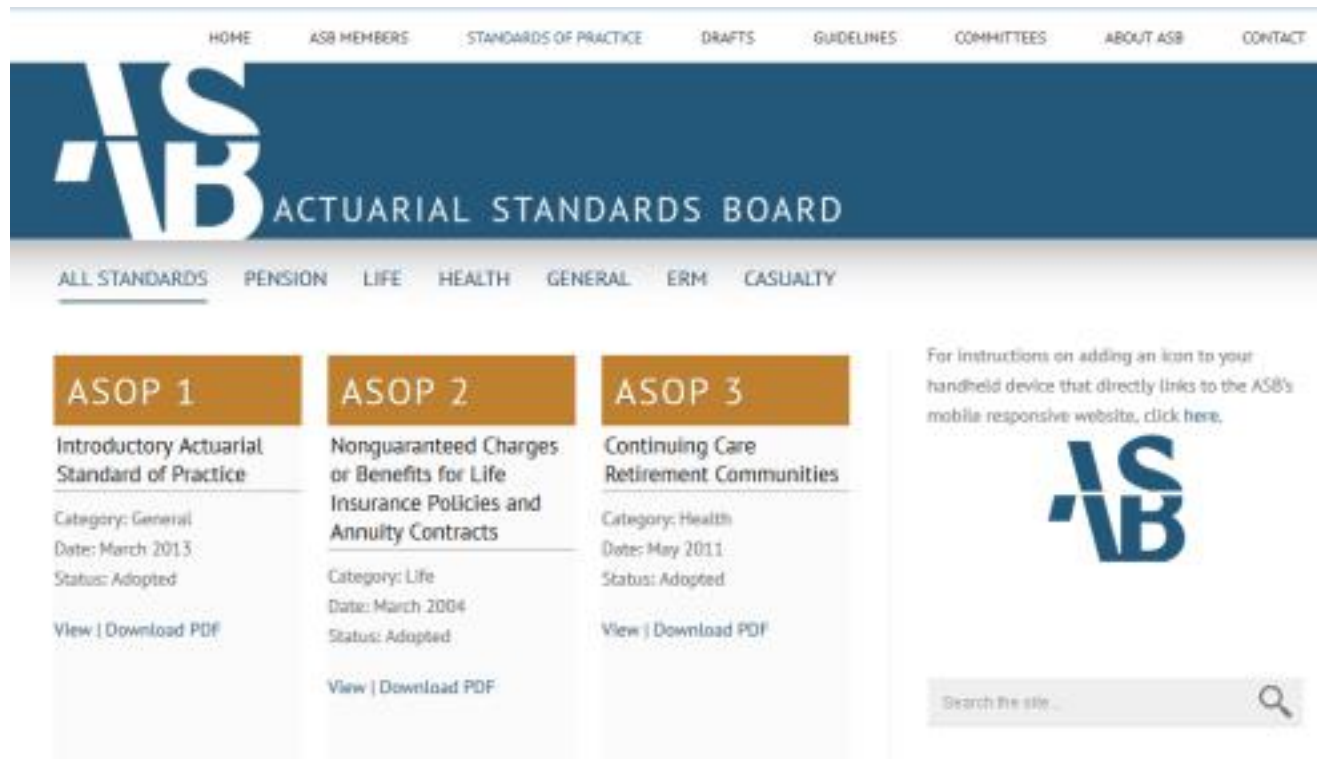 HOME ASB MEMBERS STANDARDS OF PRACTICE DRAFTS GUIDELINES COMMITTEES ABOUT ASB CONTACT
AS
AB
ACTUARIAL STANDARDS BOARD
ALL STANDARDS PENSION LIFE HEALTH GENERAL ERM CASUALTY
ASOP 1
Introductory Actuarial
Standard of Practice
Category: General
Date: March 2013
Status: Adopted
View | Download PDF
ASOP 2
Nonguaranteed Charges
or Benefits for Life
Insurance Policies and
Annuity Contracts
Category: Life
Date: March 2004
Status: Adopted
View | Download PDF
ASOP 3
Continuing Care
Retirement Communities
Category: Health
Date: May 2011
Status: Adopted
View | Download PDF
For instructions on adding an icon to your
handheld device that directly links to the ASB's
mobile responsive website, click here.
ASB
Search the site ...